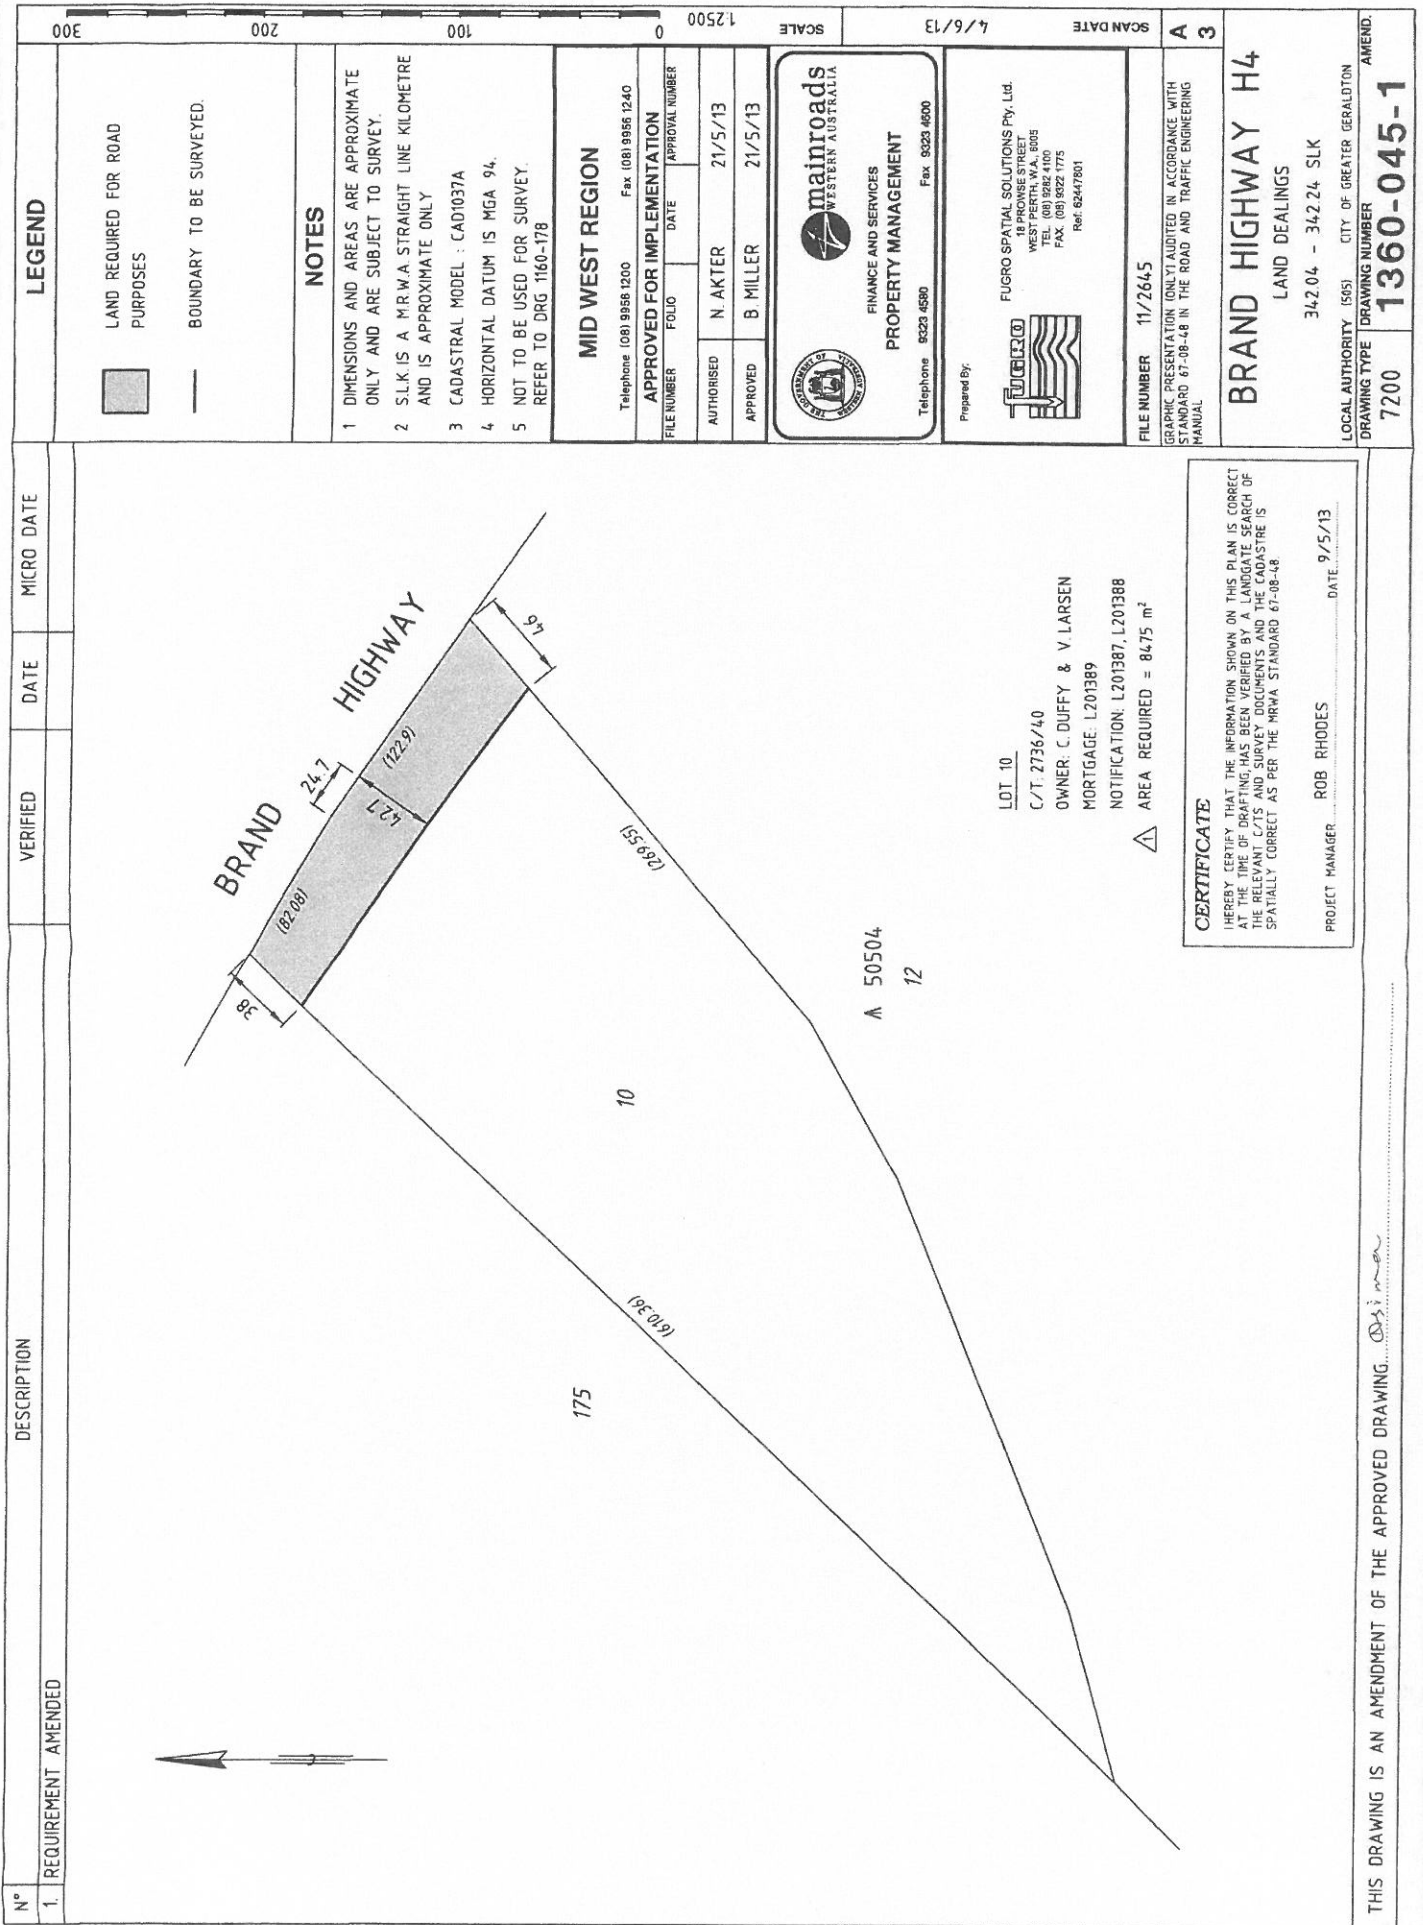 N° DESCRIPTION VERIFIED DATE MICRO DATE
1. REQUIREMENT AMENDED
BRAND HIGHWAY
24.7
(82.08)
(122.9)
42.7
38
46
(269.55)
(610.36)
10
175
50504
12
LOT 10
C/T: 2736/40
OWNER: C. DUFFY & V. LARSEN
MORTGAGE: L201389
NOTIFICATION: L201387, L201388
1 AREA REQUIRED = 8475 m²
CERTIFICATE
I HEREBY CERTIFY THAT THE INFORMATION SHOWN ON THIS PLAN IS CORRECT
AT THE TIME OF DRAFTING, HAS BEEN VERIFIED BY A LANDGATE SEARCH OF
THE RELEVANT C/TS AND SURVEY DOCUMENTS AND THE CADASTRE IS
SPATIALLY CORRECT AS PER THE MRWA STANDARD 67-08-48.
PROJECT MANAGER ROB RHODES DATE 9/5/13
THIS DRAWING IS AN AMENDMENT OF THE APPROVED DRAWING.
LEGEND
LAND REQUIRED FOR ROAD
PURPOSES
BOUNDARY TO BE SURVEYED.
NOTES
1 DIMENSIONS AND AREAS ARE APPROXIMATE
ONLY AND ARE SUBJECT TO SURVEY.
2 S.L.K. IS A M.R.W.A. STRAIGHT LINE KILOMETRE
AND IS APPROXIMATE ONLY
3 CADASTRAL MODEL : CAD1037A
4 HORIZONTAL DATUM IS MGA 94.
5 NOT TO BE USED FOR SURVEY.
REFER TO DRG 1160-178
MID WEST REGION
Telephone (08) 9956 1200 Fax (08) 9956 1240
APPROVED FOR IMPLEMENTATION
FILE NUMBER FOLIO DATE APPROVAL NUMBER
AUTHORISED N. AKTER 21/5/13
APPROVED B. MILLER 21/5/13
THE GOVERNMENT OF WESTERN AUSTRALIA
mainroads
WESTERN AUSTRALIA
FINANCE AND SERVICES
PROPERTY MANAGEMENT
Telephone 9323 4580 Fax 9323 4600
Prepared By:
FUGRO
FUGRO SPATIAL SOLUTIONS Pty. Ltd.
18 PROWSE STREET
WEST PERTH, W.A., 6005
TEL. (08) 9282 4100
FAX. (08) 9322 1775
Ref: 62447801
FILE NUMBER 11/2645
GRAPHIC PRESENTATION (ONLY) AUDITED IN ACCORDANCE WITH
STANDARD 67-08-48 IN THE ROAD AND TRAFFIC ENGINEERING
MANUAL
BRAND HIGHWAY H4
LAND DEALINGS
342.04 - 342.24 SLK
LOCAL AUTHORITY (505) CITY OF GREATER GERALDTON
DRAWING TYPE DRAWING NUMBER AMEND.
7200 1360-045-1
300 200 100 0
1:2500 SCALE
4/6/13 SCAN DATE
A
3